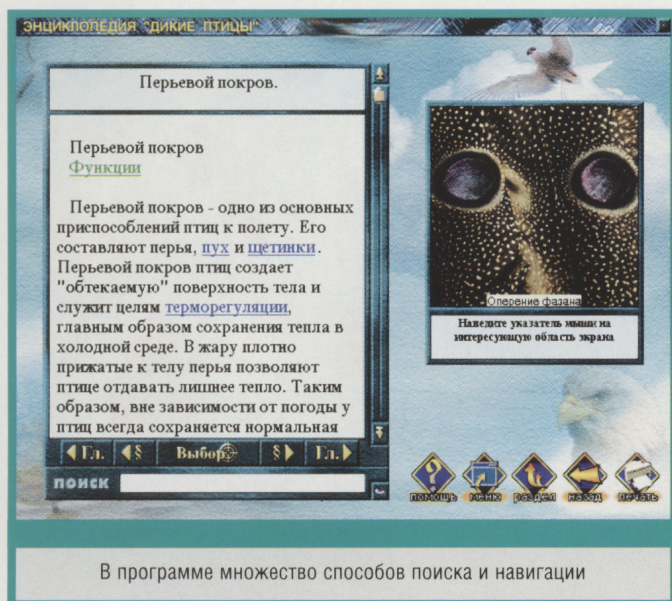 ЭНЦИКЛОПЕДИЯ "ДИКИЕ ПТИЦЫ"
Перьевой покров.
Перьевой покров
Функции
Перьевой покров - одно из основных
приспособлений птиц к полету. Его
составляют перья, пух и щетинки.
Перьевой покров птиц создает
"обтекаемую" поверхность тела и
служит целям терморегуляции,
главным образом сохранения тепла в
холодной среде. В жару плотно
прижатые к телу перья позволяют
птице отдавать лишнее тепло. Таким
образом, вне зависимости от погоды у
птиц всегда сохраняется нормальная
Гл. § Выбор § Гл.
ПОИСК
Оперение фазана
Наведите указатель мыши на
интересующую область экрана
помощь меню раздел назад печать
В программе множество способов поиска и навигации